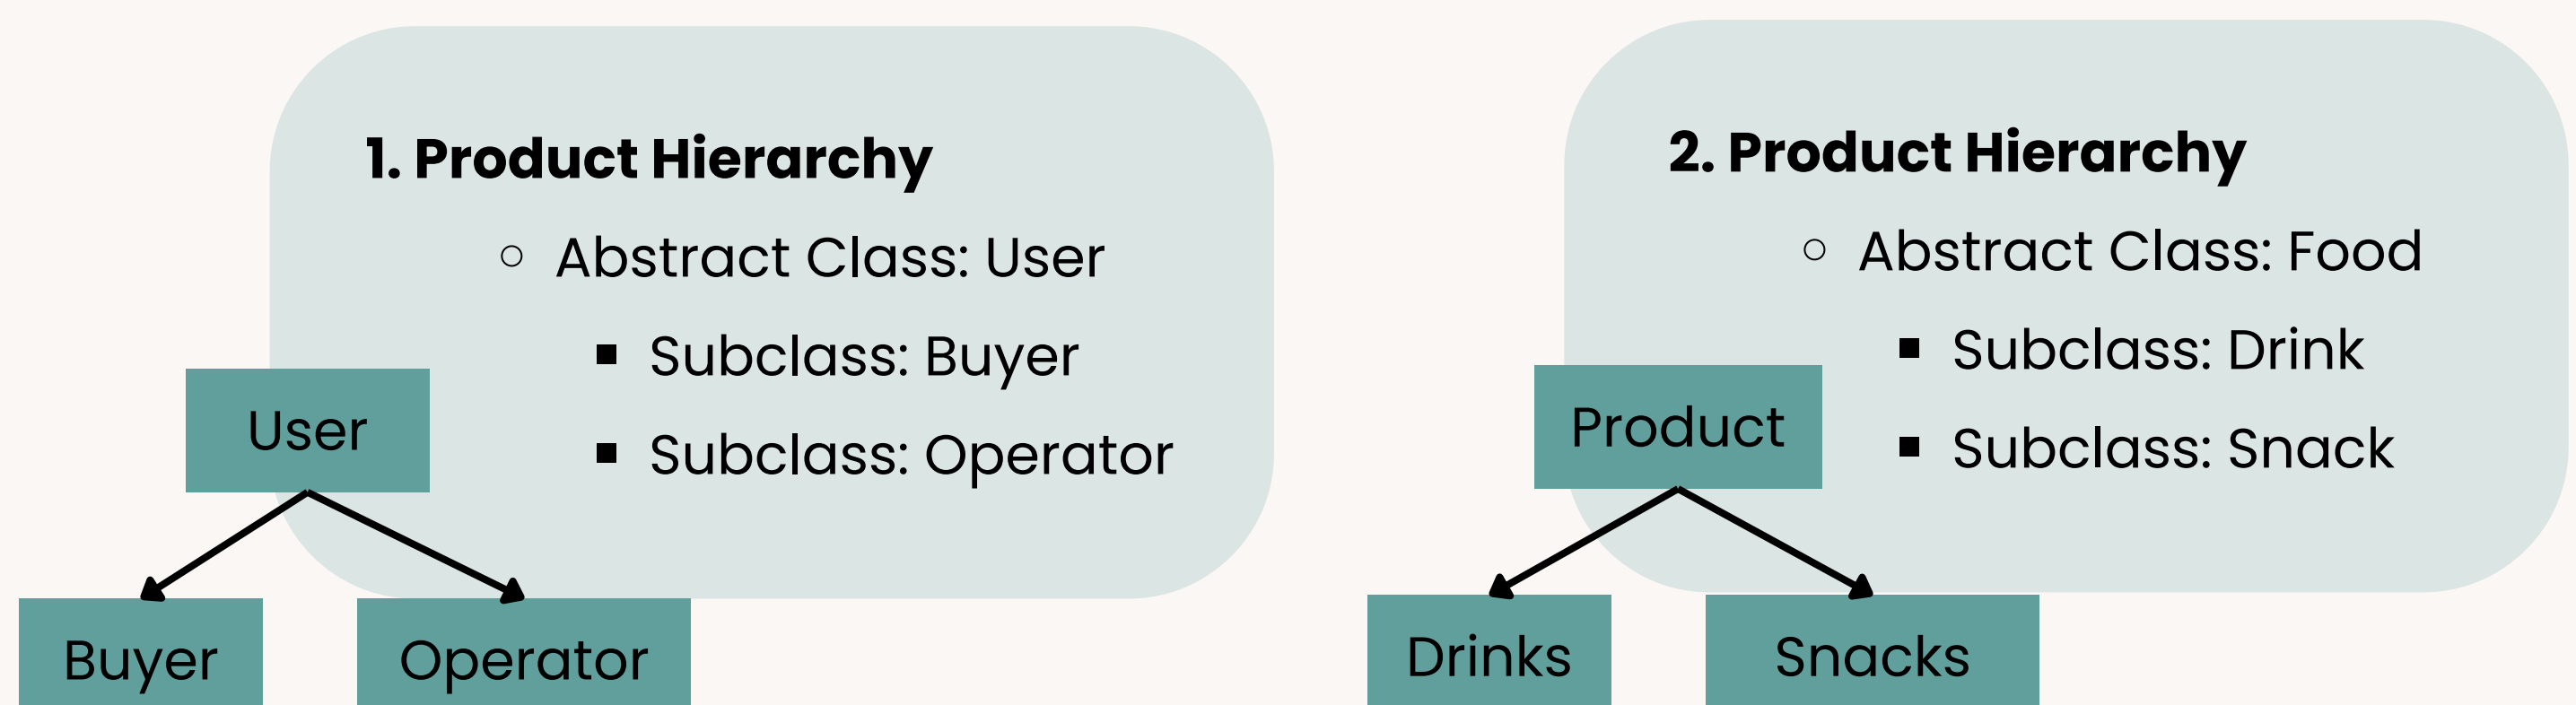 1. Product Hierarchy
○ Abstract Class: User
■ Subclass: Buyer
■ Subclass: Operator
User
Buyer
Operator
2. Product Hierarchy
○ Abstract Class: Food
■ Subclass: Drink
■ Subclass: Snack
Product
Drinks
Snacks